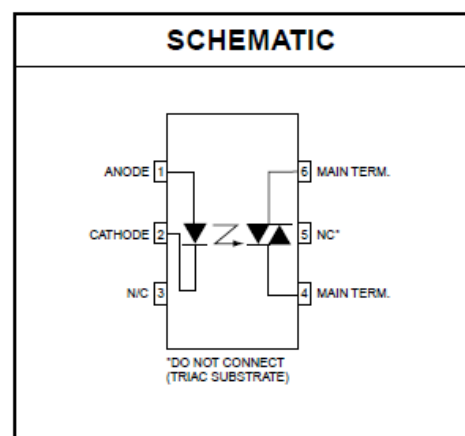 SCHEMATIC
ANODE 1
6 MAIN TERM.
CATHODE 2
5 NC*
N/C 3
4 MAIN TERM.
*DO NOT CONNECT
(TRIAC SUBSTRATE)